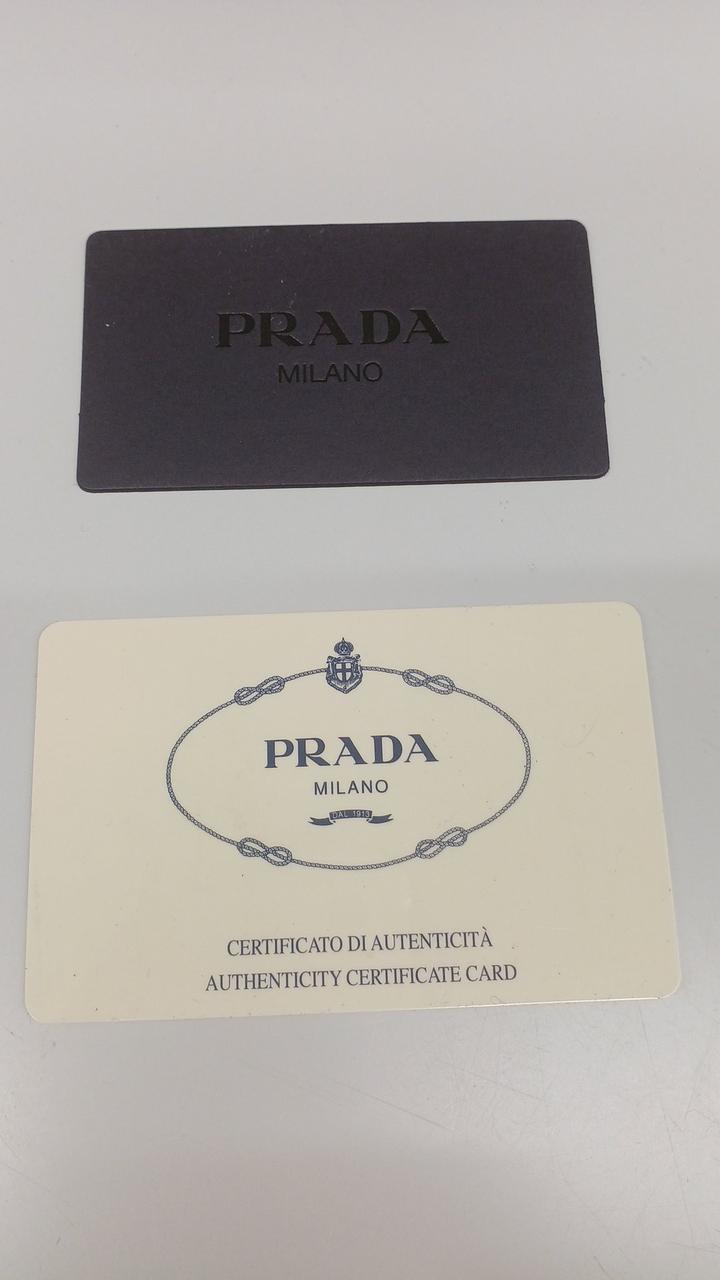 PRADA
MILANO
PRADA
MILANO
DAL 1913
CERTIFICATO DI AUTENTICITÀ
AUTHENTICITY CERTIFICATE CARD